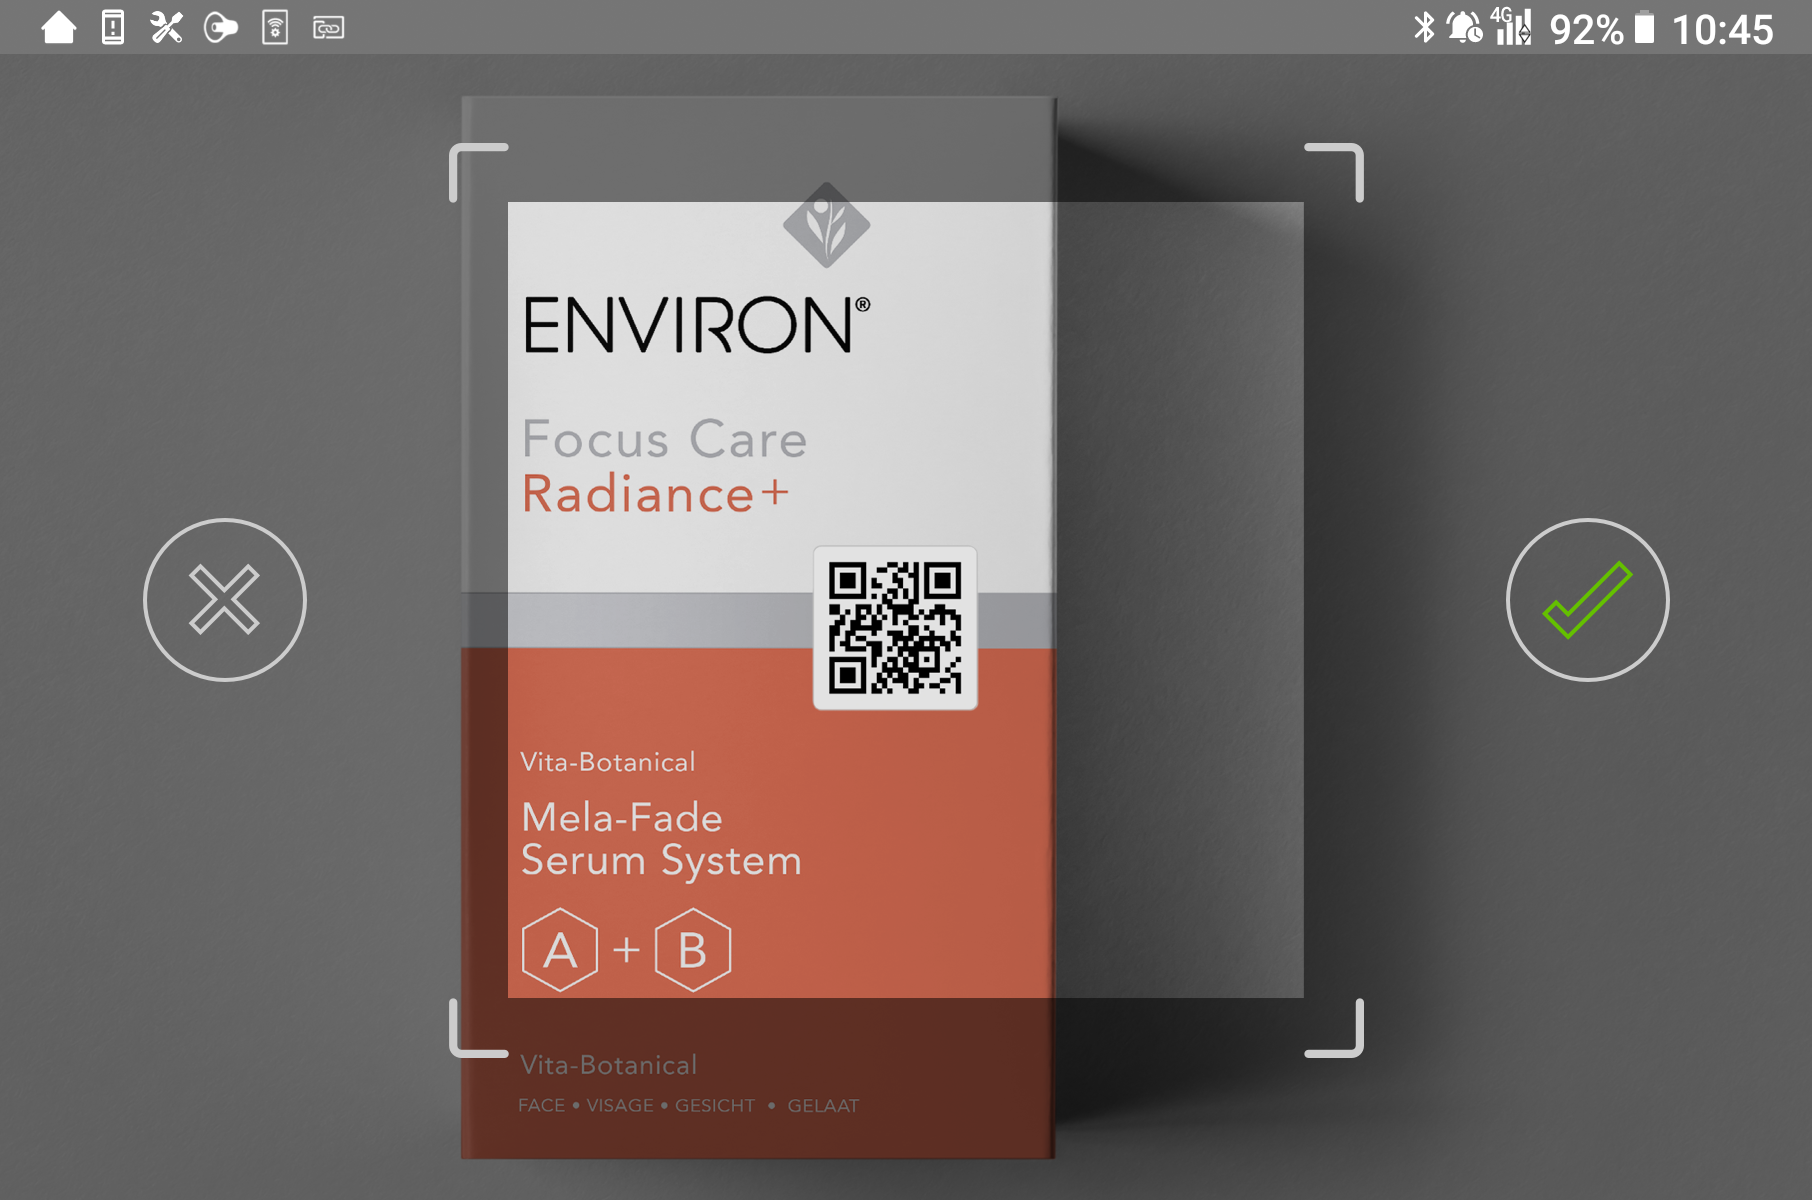 4G 92% 10:45
ENVIRON®
Focus Care
Radiance+
Vita-Botanical
Mela-Fade
Serum System
A + B
Vita-Botanical
FACE • VISAGE • GESICHT • GELAAT